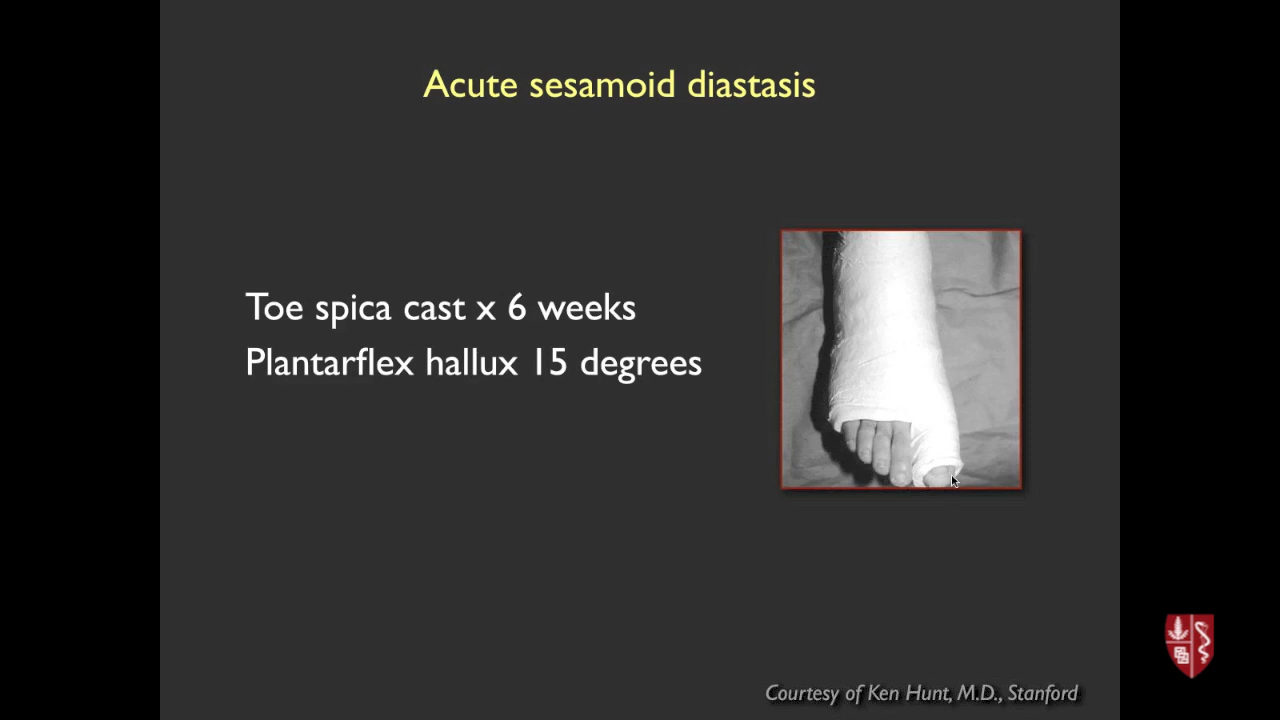 Acute sesamoid diastasis
Toe spica cast x 6 weeks
Plantarflex hallux 15 degrees
Courtesy of Ken Hunt, M.D., Stanford